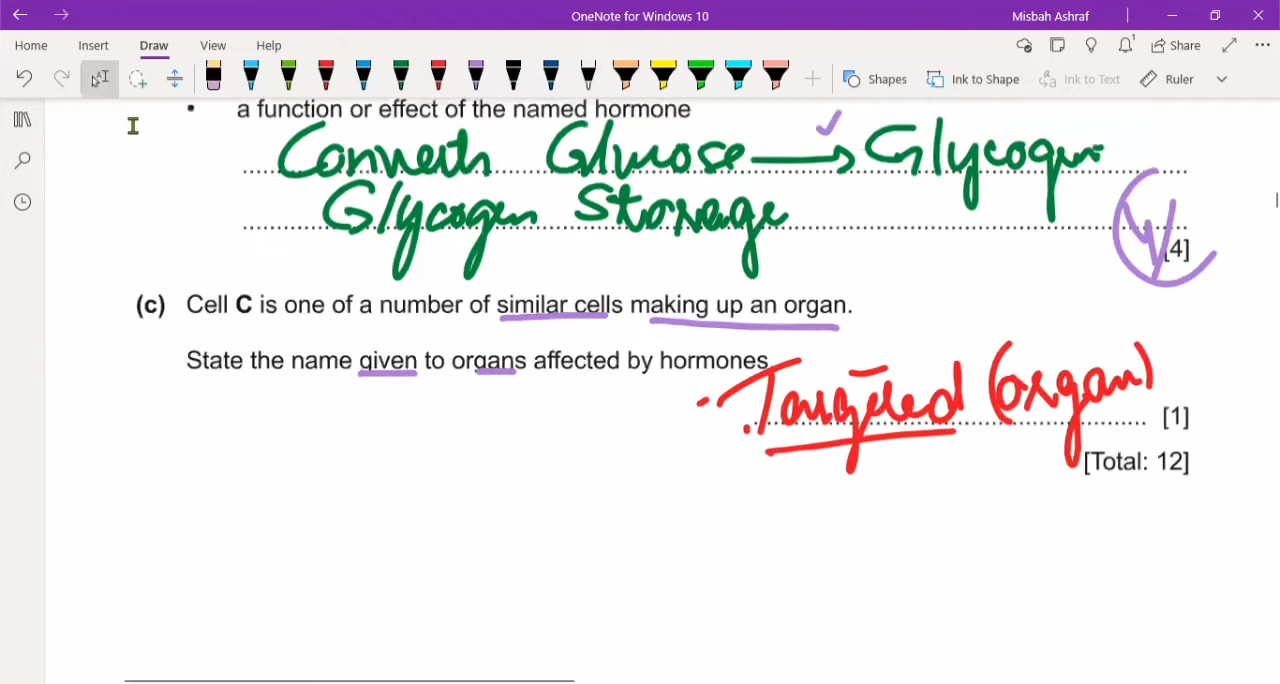 OneNote for Windows 10
Misbah Ashraf
Home Insert Draw View Help
Share
Shapes Ink to Shape Ink to Text Ruler
• a function or effect of the named hormone
Converts Glucose → Glycogen
Glycogen Storage
[4]
(c) Cell C is one of a number of similar cells making up an organ.
State the name given to organs affected by hormones.
Targeted (organ)
[1]
[Total: 12]